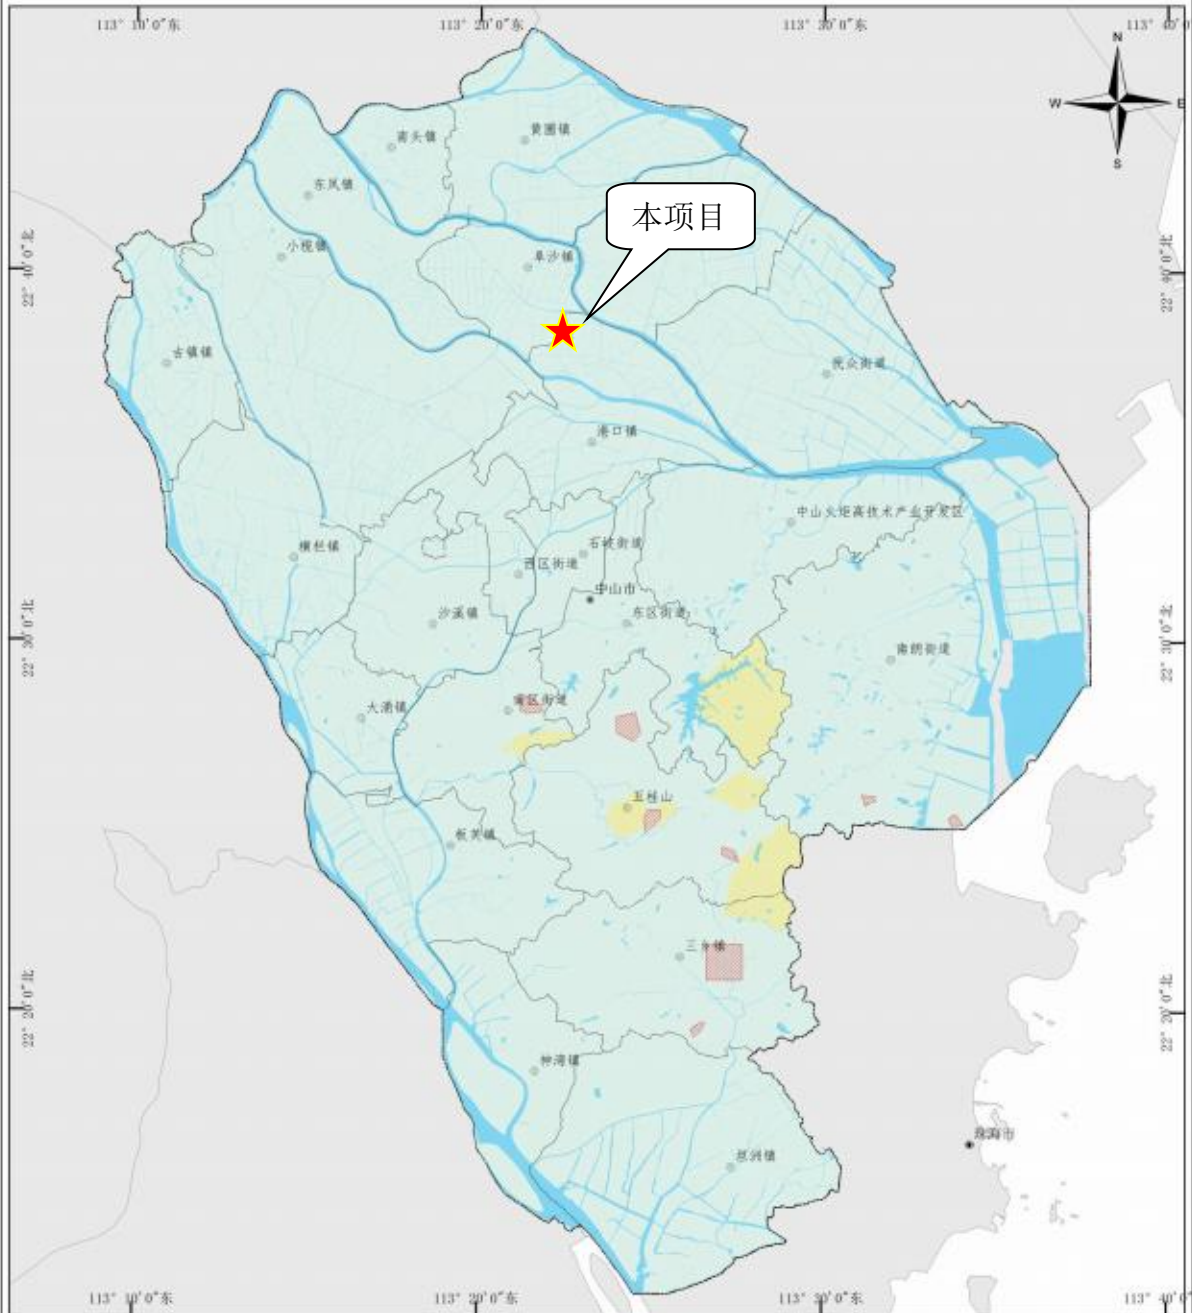 113° 10′0″东
113° 20′0″东
113° 30′0″东
113° 40′0
N
W
E
S
南头镇
黄圃镇
东凤镇
本项目
小榄镇
阜沙镇
22° 40′0″北
22° 40′0″北
古镇镇
民众街道
港口镇
中山火炬高技术产业开发区
横栏镇
石岐街道
西区街道
中山市
沙溪镇
东区街道
22° 30′0″北
22° 30′0″北
南朗街道
大涌镇
南区街道
五桂山
板芙镇
三乡镇
22° 20′0″北
22° 20′0″北
神湾镇
珠海市
坦洲镇
113° 10′0″东
113° 20′0″东
113° 30′0″东
113° 40′0